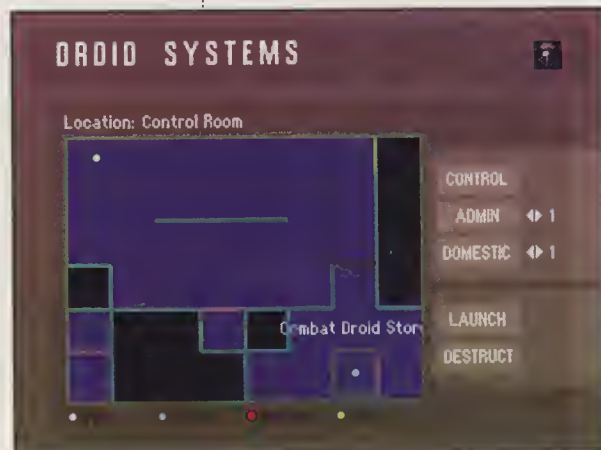 DROID SYSTEMS
Location: Control Room
CONTROL
ADMIN 1
DOMESTIC 1
Combat Droid Stor
LAUNCH
DESTRUCT